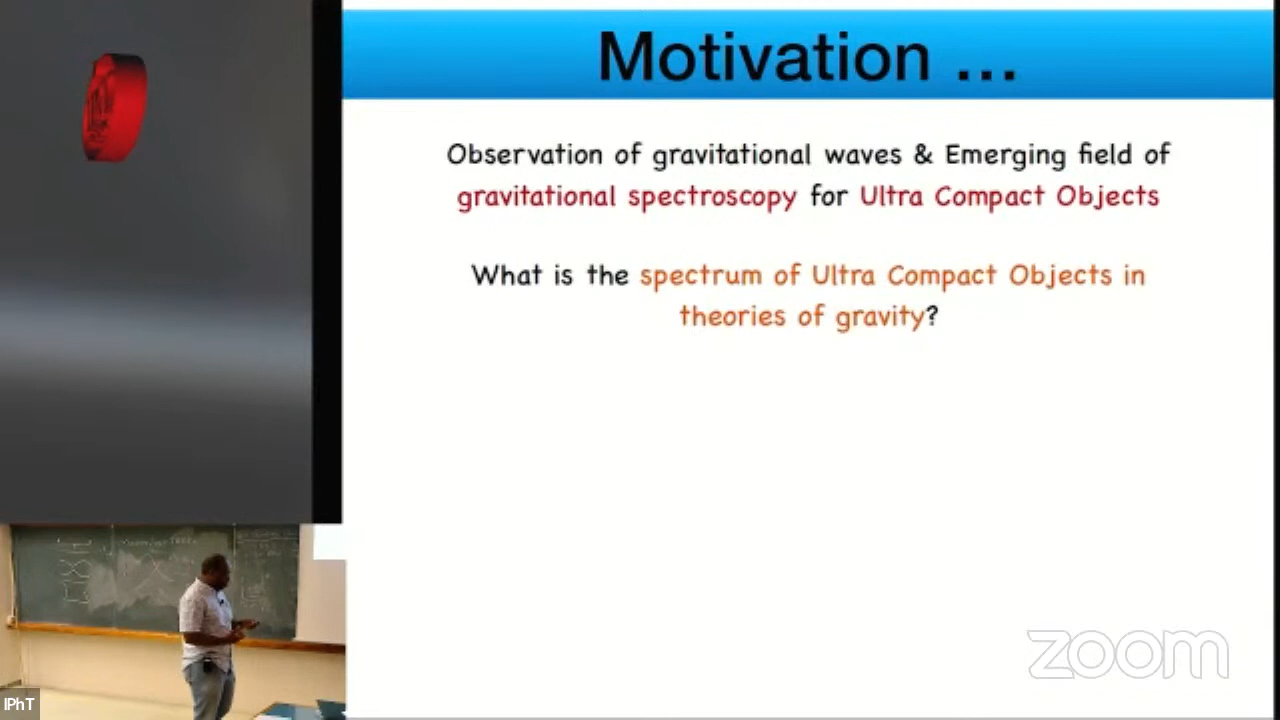 Motivation ...
Observation of gravitational waves & Emerging field of
gravitational spectroscopy for Ultra Compact Objects
What is the spectrum of Ultra Compact Objects in
theories of gravity?
zoom
IPhT